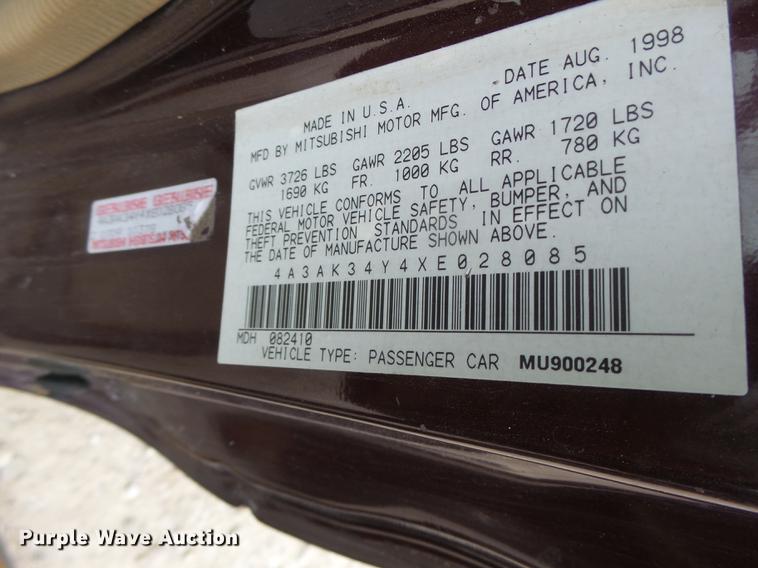 MADE IN U.S.A. DATE AUG. 1998
MFD BY MITSUBISHI MOTOR MFG. OF AMERICA, INC.
GVWR 3726 LBS GAWR 2205 LBS GAWR 1720 LBS
1690 KG FR. 1000 KG RR. 780 KG
THIS VEHICLE CONFORMS TO ALL APPLICABLE
FEDERAL MOTOR VEHICLE SAFETY, BUMPER, AND
THEFT PREVENTION STANDARDS IN EFFECT ON
THE DATE OF MANUFACTURE SHOWN ABOVE.
4A3AK34Y4XE028085
MDH 082410
VEHICLE TYPE: PASSENGER CAR MU900248
Purple Wave Auction